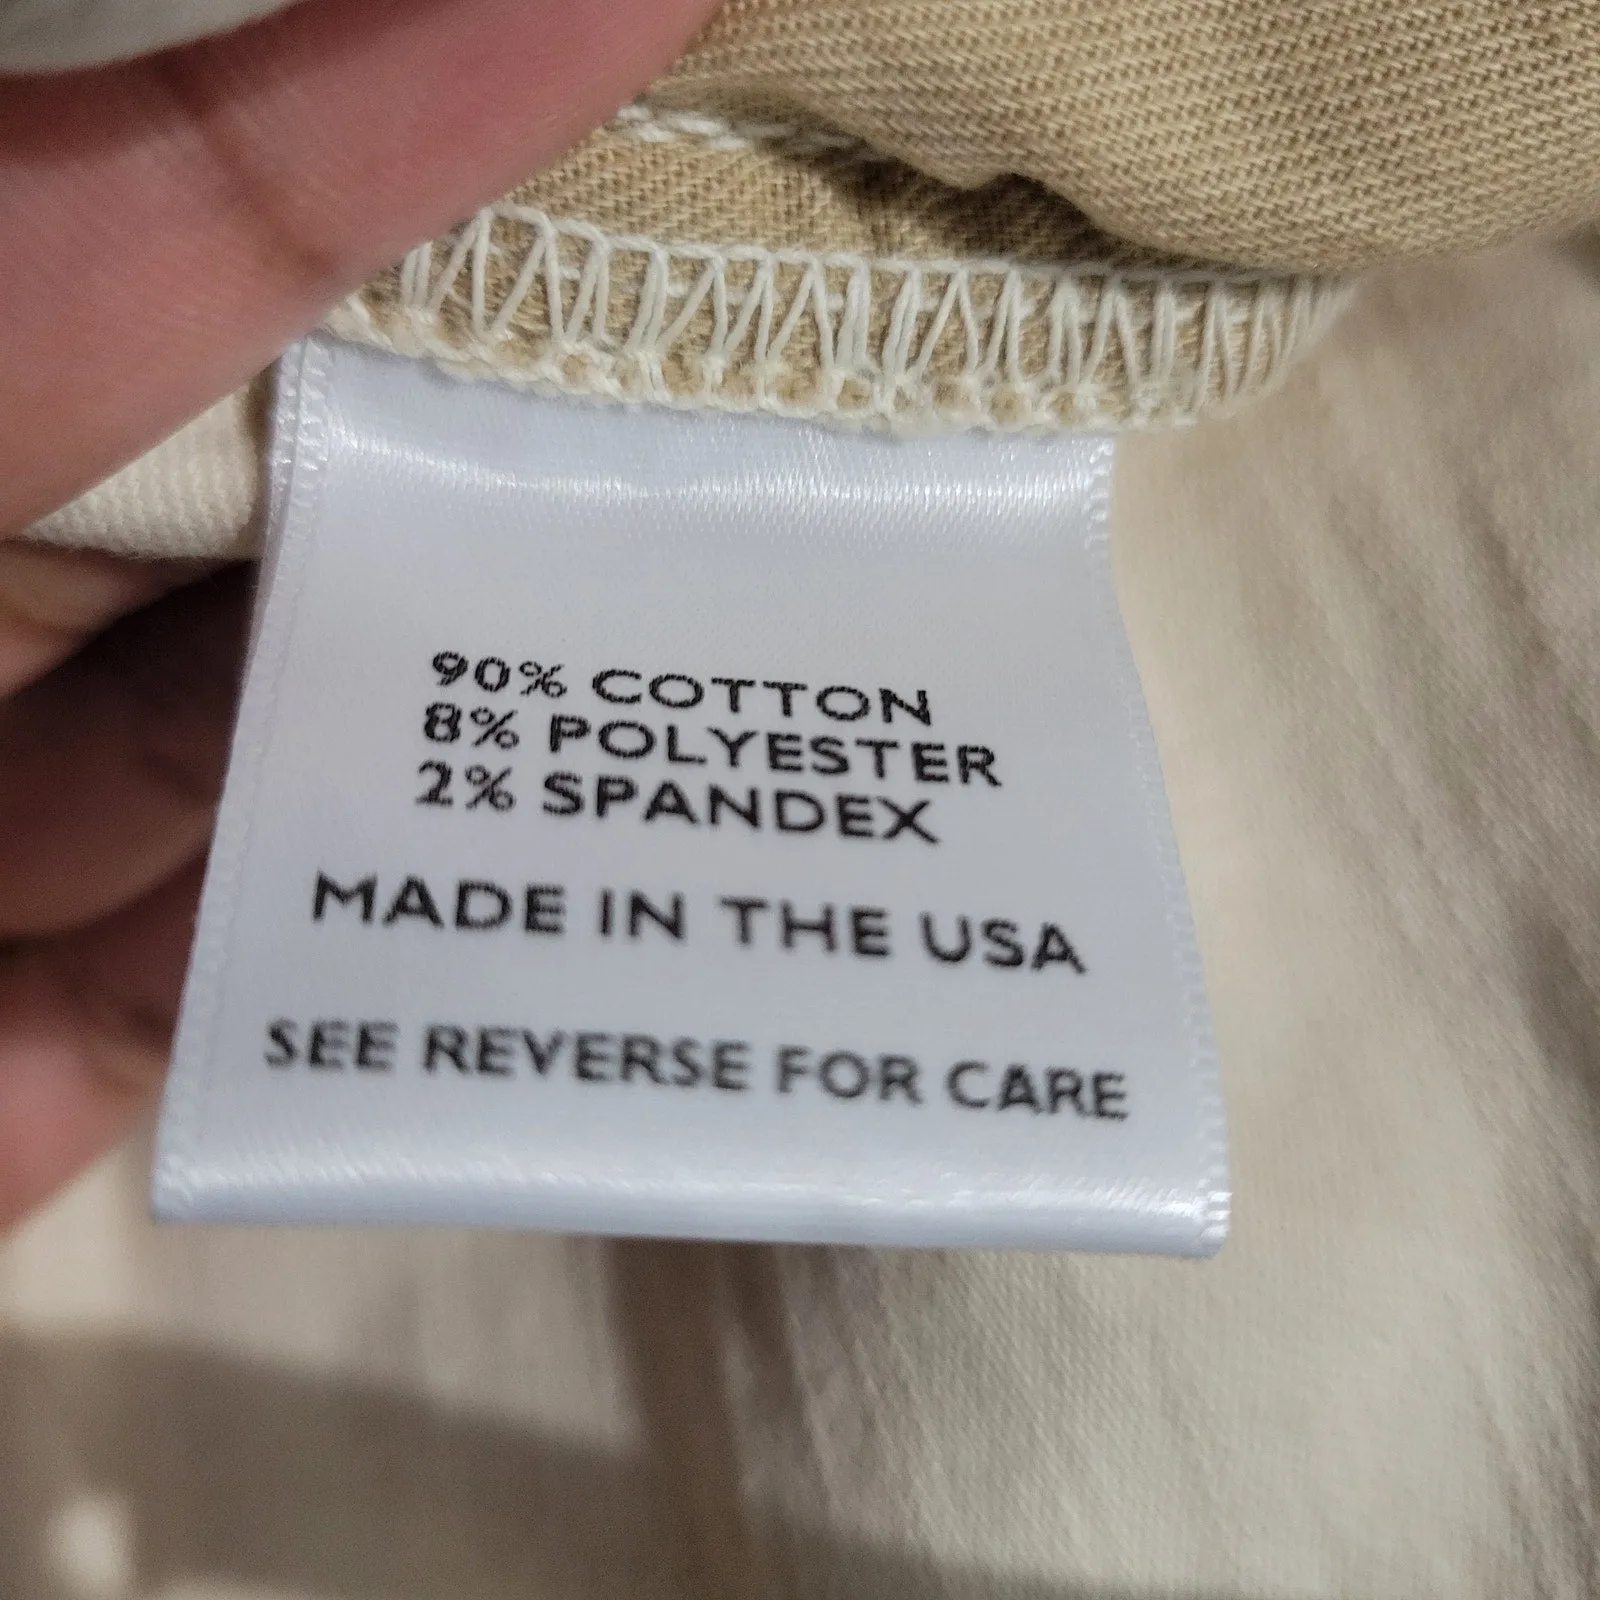 90% COTTON
8% POLYESTER
2% SPANDEX
MADE IN THE USA
SEE REVERSE FOR CARE